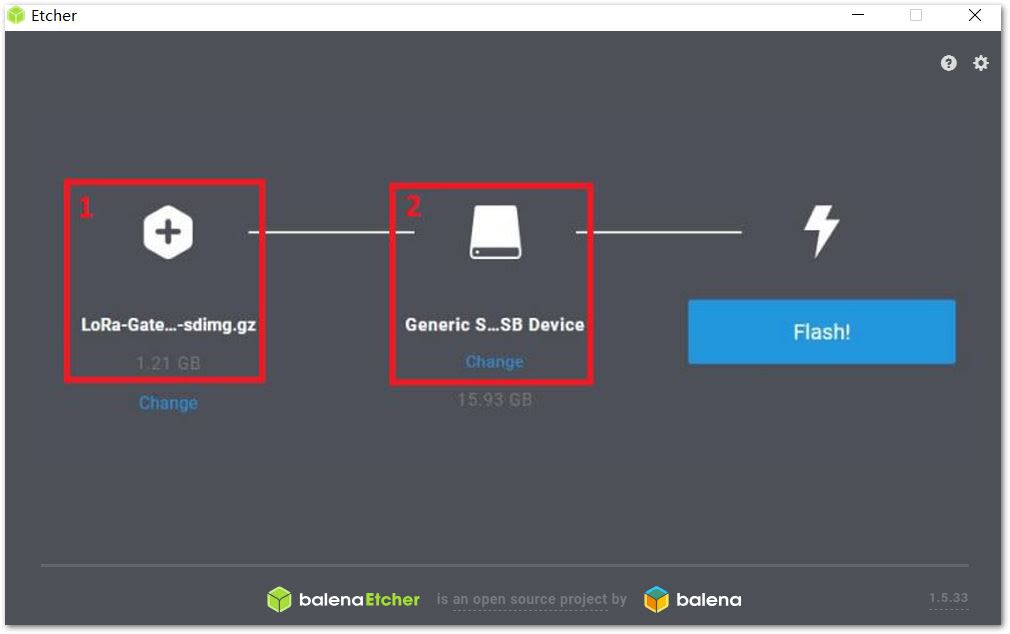 Etcher
1
2
LoRa-Gate...-sdimg.gz
1.21 GB
Change
Generic S...SB Device
Change
15.93 GB
Flash!
balenaEtcher is an open source project by balena
1.5.33